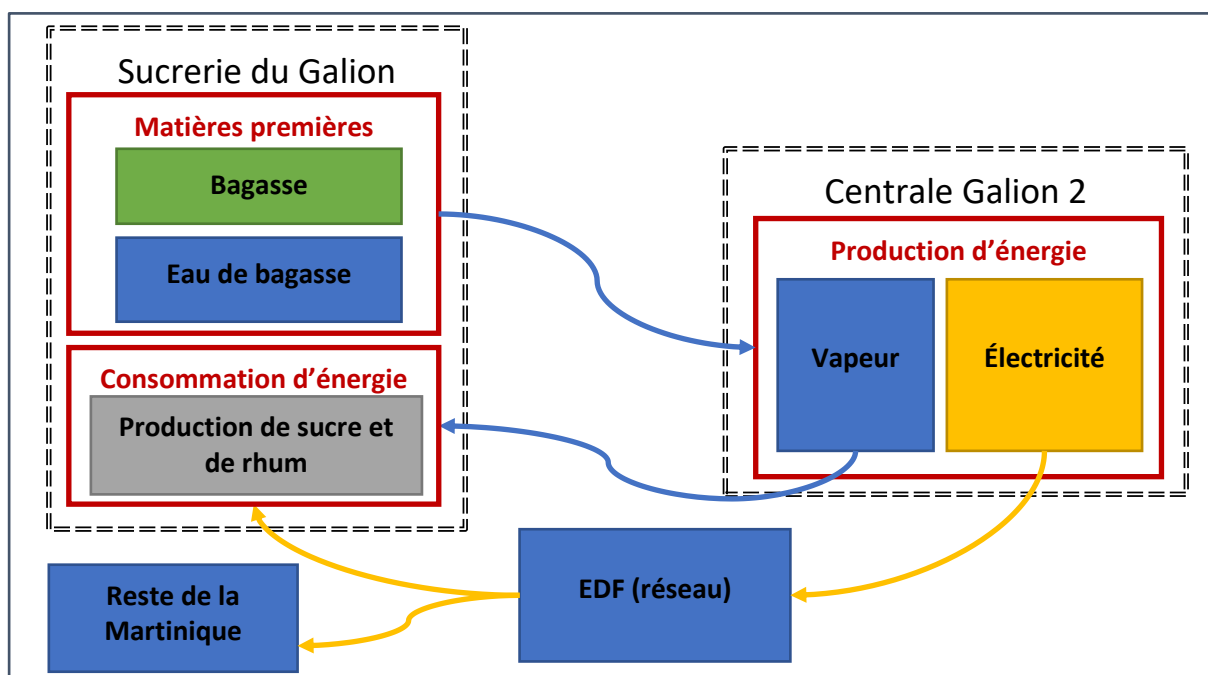 Sucrerie du Galion
Matières premières
Bagasse
Eau de bagasse
Consommation d’énergie
Production de sucre et
de rhum
Centrale Galion 2
Production d’énergie
Vapeur
Électricité
EDF (réseau)
Reste de la
Martinique